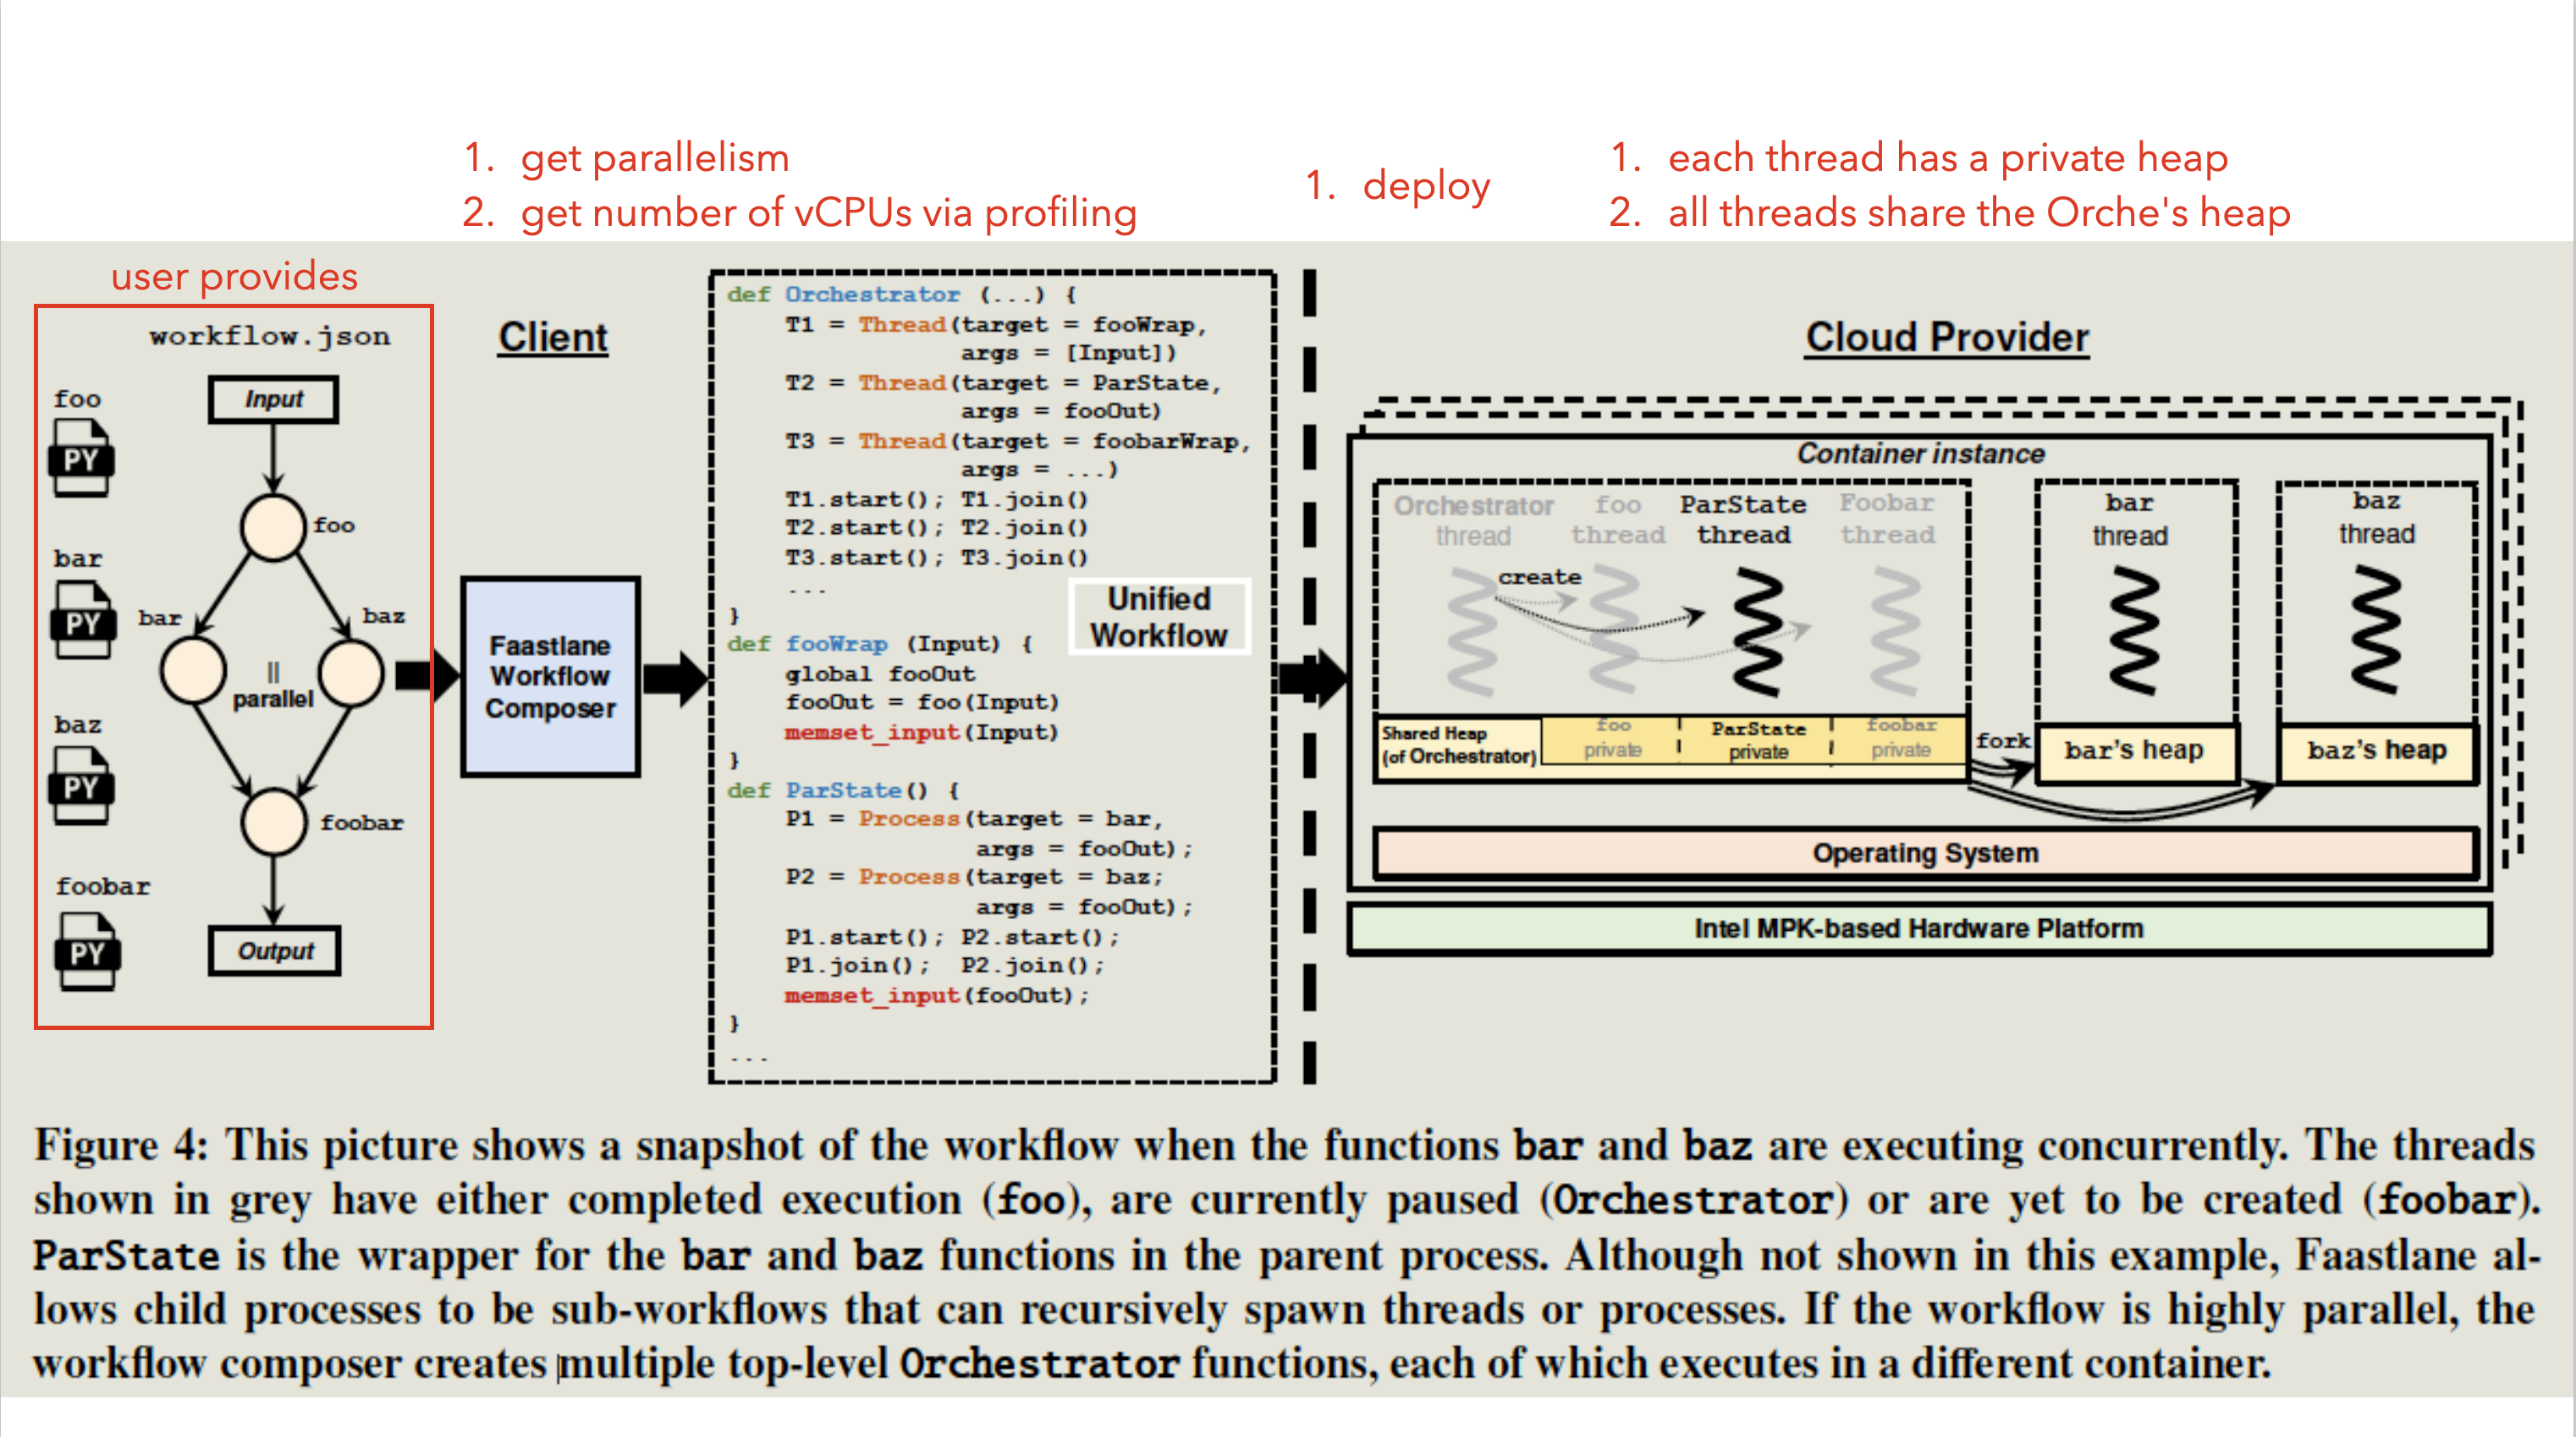 1. get parallelism
2. get number of vCPUs via profiling
1. deploy
1. each thread has a private heap
2. all threads share the Orche's heap
user provides
workflow.json
foo
PY
bar
PY
baz
PY
foobar
PY
Input
foo
bar
baz
||
parallel
foobar
Output
Client
Faastlane
Workflow
Composer
def Orchestrator (...) {
T1 = Thread(target = fooWrap,
args = [Input])
T2 = Thread(target = ParState,
args = fooOut)
T3 = Thread(target = foobarWrap,
args = ...)
T1.start(); T1.join()
T2.start(); T2.join()
T3.start(); T3.join()
...
}
def fooWrap (Input) {
global fooOut
fooOut = foo(Input)
memset_input(Input)
}
def ParState() {
P1 = Process(target = bar,
args = fooOut);
P2 = Process(target = baz;
args = fooOut);
P1.start(); P2.start();
P1.join(); P2.join();
memset_input(fooOut);
}
...
Unified
Workflow
Cloud Provider
Container instance
Orchestrator
thread
foo
thread
ParState
thread
Foobar
thread
bar
thread
baz
thread
create
Shared Heap
(of Orchestrator)
foo
private
ParState
private
foobar
private
fork
bar's heap
baz's heap
Operating System
Intel MPK-based Hardware Platform
Figure 4: This picture shows a snapshot of the workflow when the functions bar and baz are executing concurrently. The threads
shown in grey have either completed execution (foo), are currently paused (Orchestrator) or are yet to be created (foobar).
ParState is the wrapper for the bar and baz functions in the parent process. Although not shown in this example, Faastlane al-
lows child processes to be sub-workflows that can recursively spawn threads or processes. If the workflow is highly parallel, the
workflow composer creates multiple top-level Orchestrator functions, each of which executes in a different container.